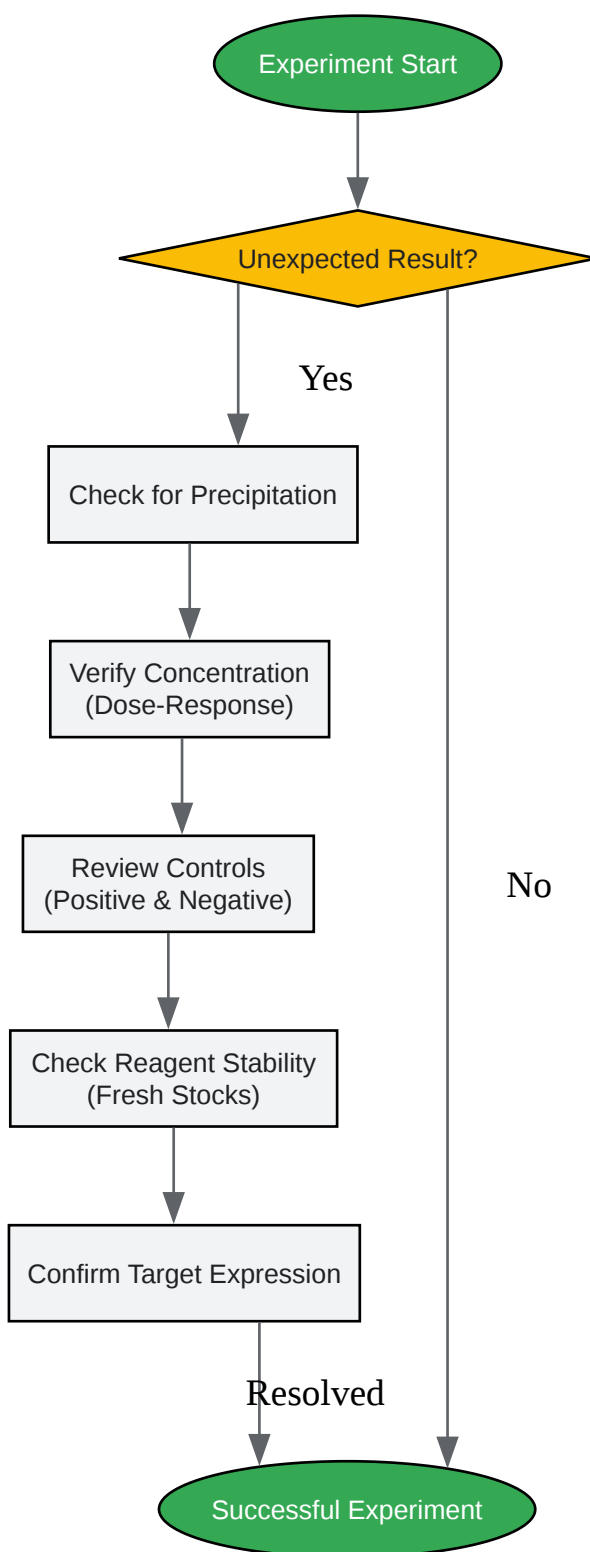 Experiment Start
Unexpected Result?
Yes
Check for Precipitation
Verify Concentration
(Dose-Response)
Review Controls
(Positive & Negative)
No
Check Reagent Stability
(Fresh Stocks)
Confirm Target Expression
Resolved
Successful Experiment